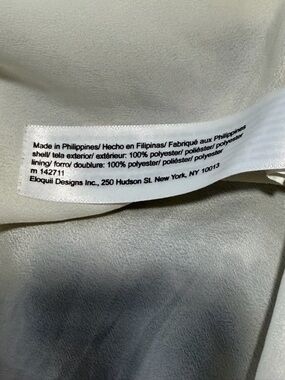 Made in Philippines/ Hecho en Filipinas/ Fabriqué aux Philippines
shell/ tela exterior/ extérieur: 100% polyester/ poliéster/ polyester
lining/ forro/ doublure: 100% polyester/ poliéster/ polyester
m 142711
Eloquii Designs Inc., 250 Hudson St. New York, NY 10013